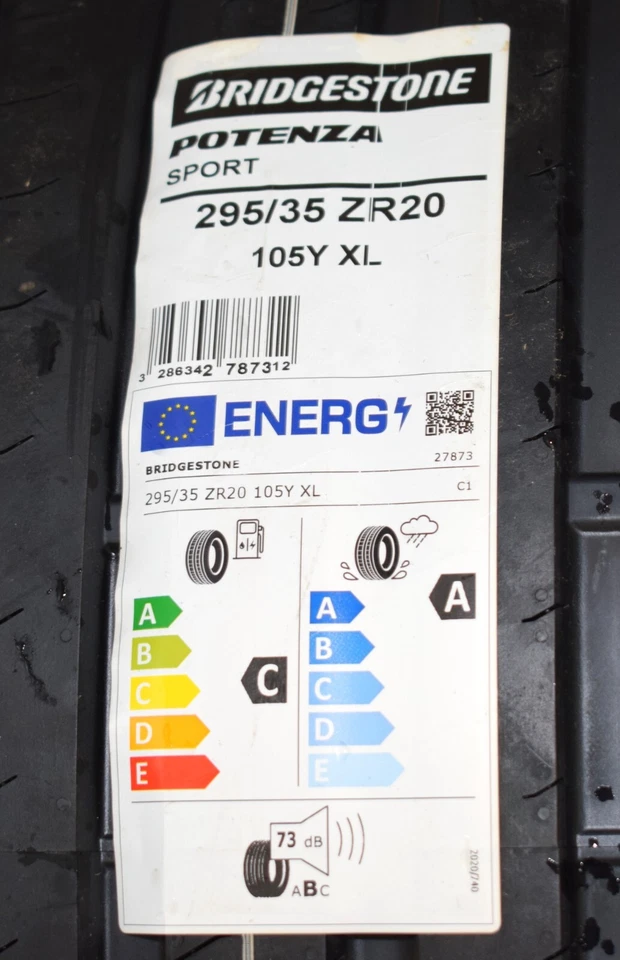 BRIDGESTONE
POTENZA
SPORT
295/35 ZR20
105Y XL
3 286342 787312
ENERG
BRIDGESTONE 27873
295/35 ZR20 105Y XL C1
A A A
B B
C C C
D D
E E
73 dB
ABC
2020/740